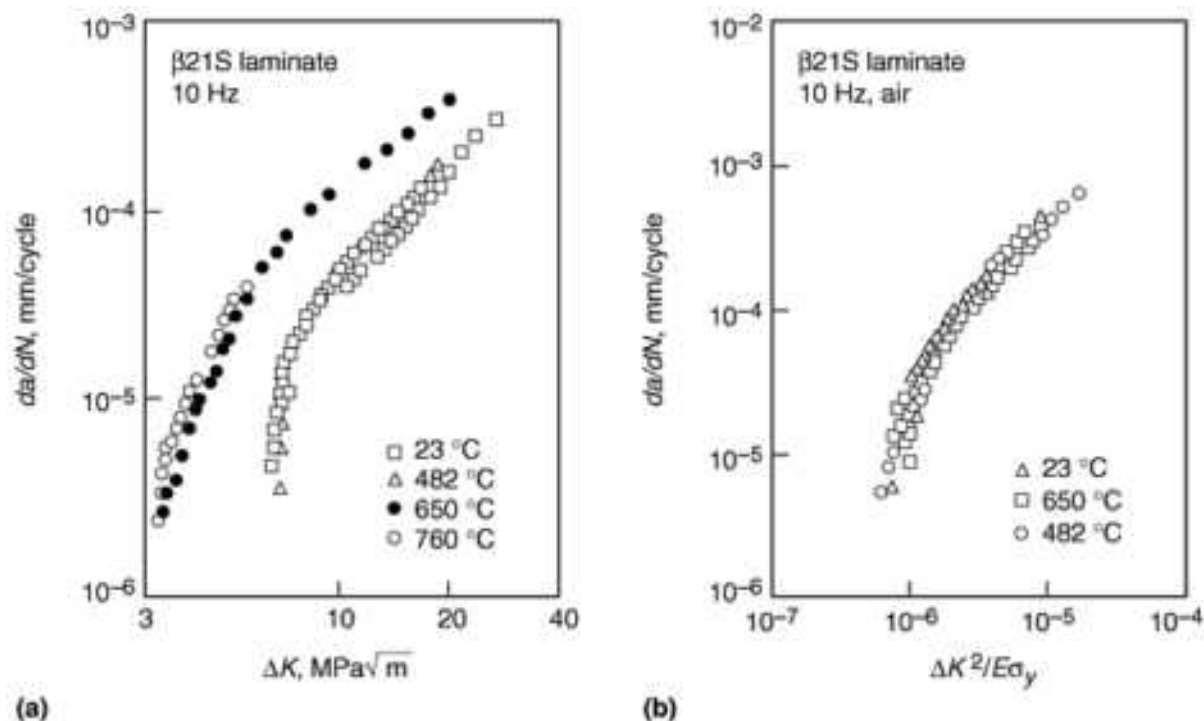 β21S laminate
10 Hz
10⁻³
10⁻⁴
10⁻⁵
10⁻⁶
da/dN, mm/cycle
23 °C
482 °C
650 °C
760 °C
3
10
20
40
ΔK, MPa√m
(a)
β21S laminate
10 Hz, air
10⁻²
10⁻³
10⁻⁴
10⁻⁵
10⁻⁶
da/dN, mm/cycle
23 °C
650 °C
482 °C
10⁻⁷
10⁻⁶
10⁻⁵
10⁻⁴
ΔK²/Eσy
(b)